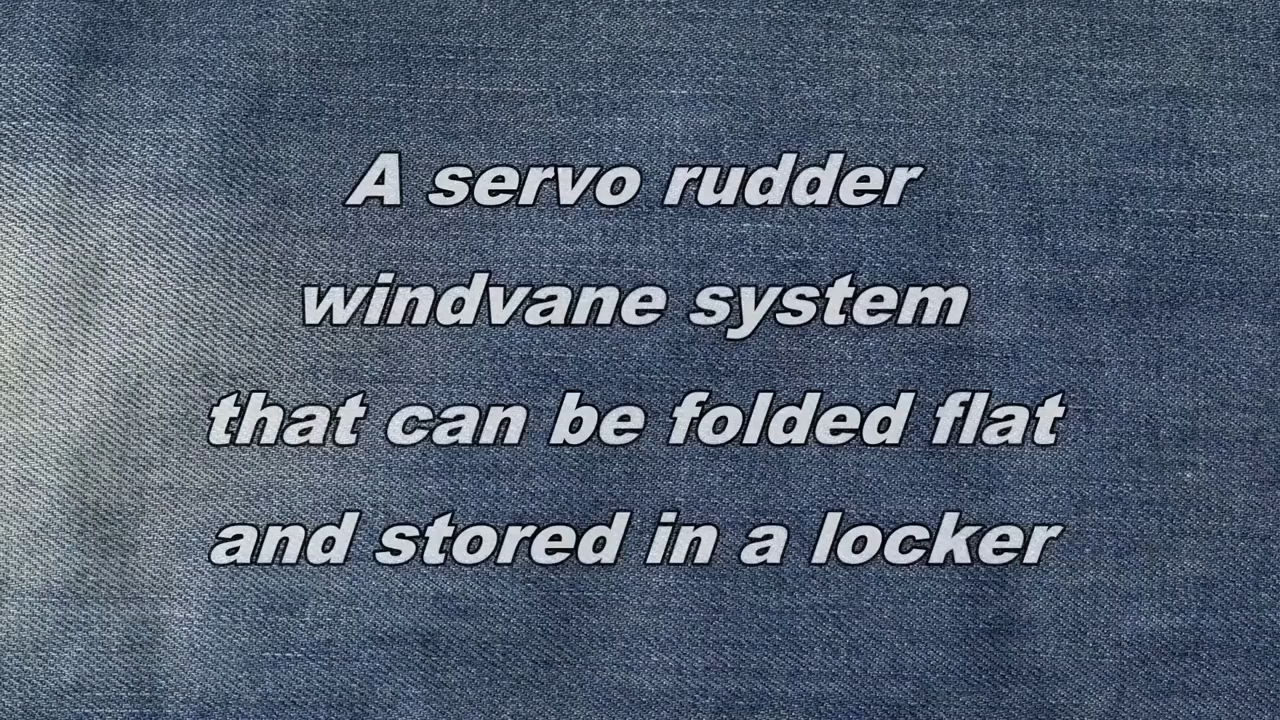 A servo rudder
windvane system
that can be folded flat
and stored in a locker